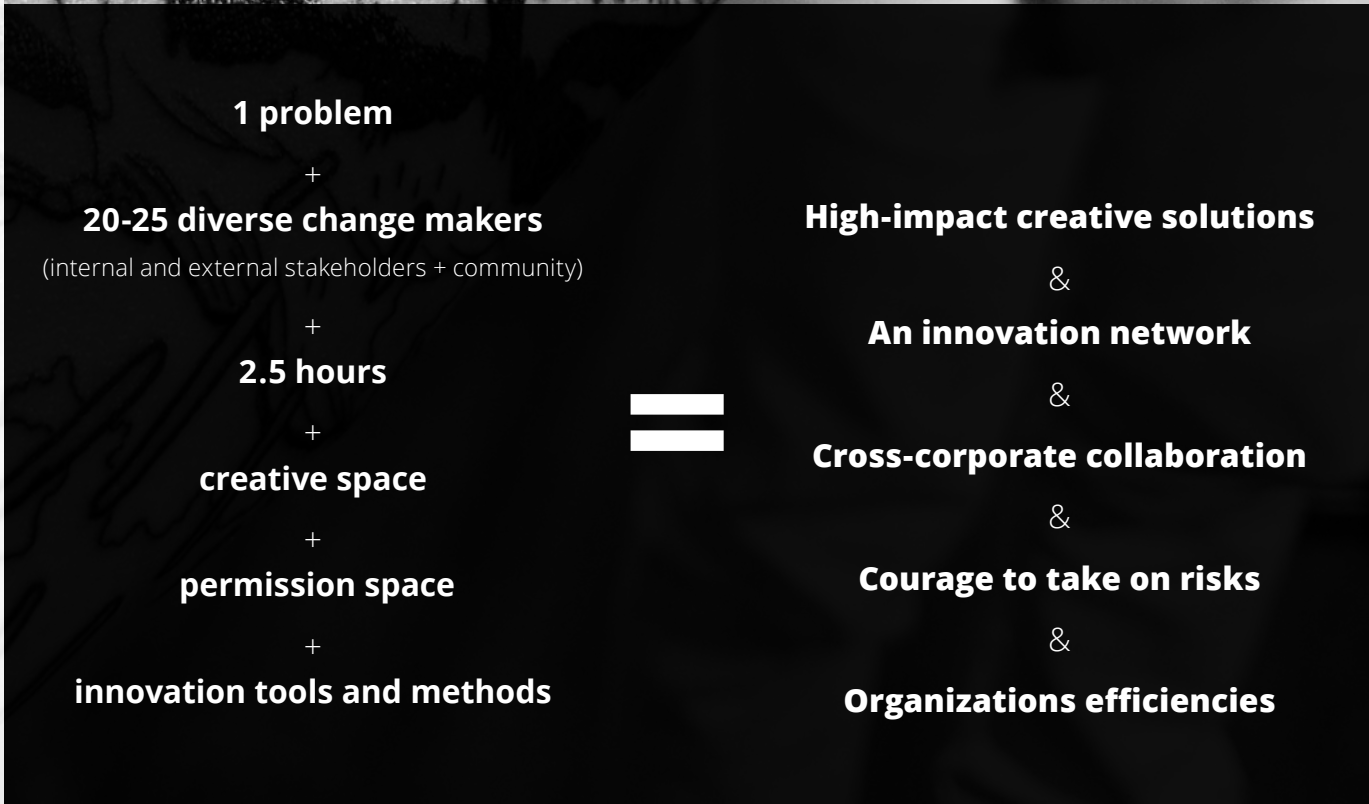 1 problem
+
20-25 diverse change makers
(internal and external stakeholders + community)
+
2.5 hours
+
creative space
+
permission space
+
innovation tools and methods
=
High-impact creative solutions
&
An innovation network
&
Cross-corporate collaboration
&
Courage to take on risks
&
Organizations efficiencies